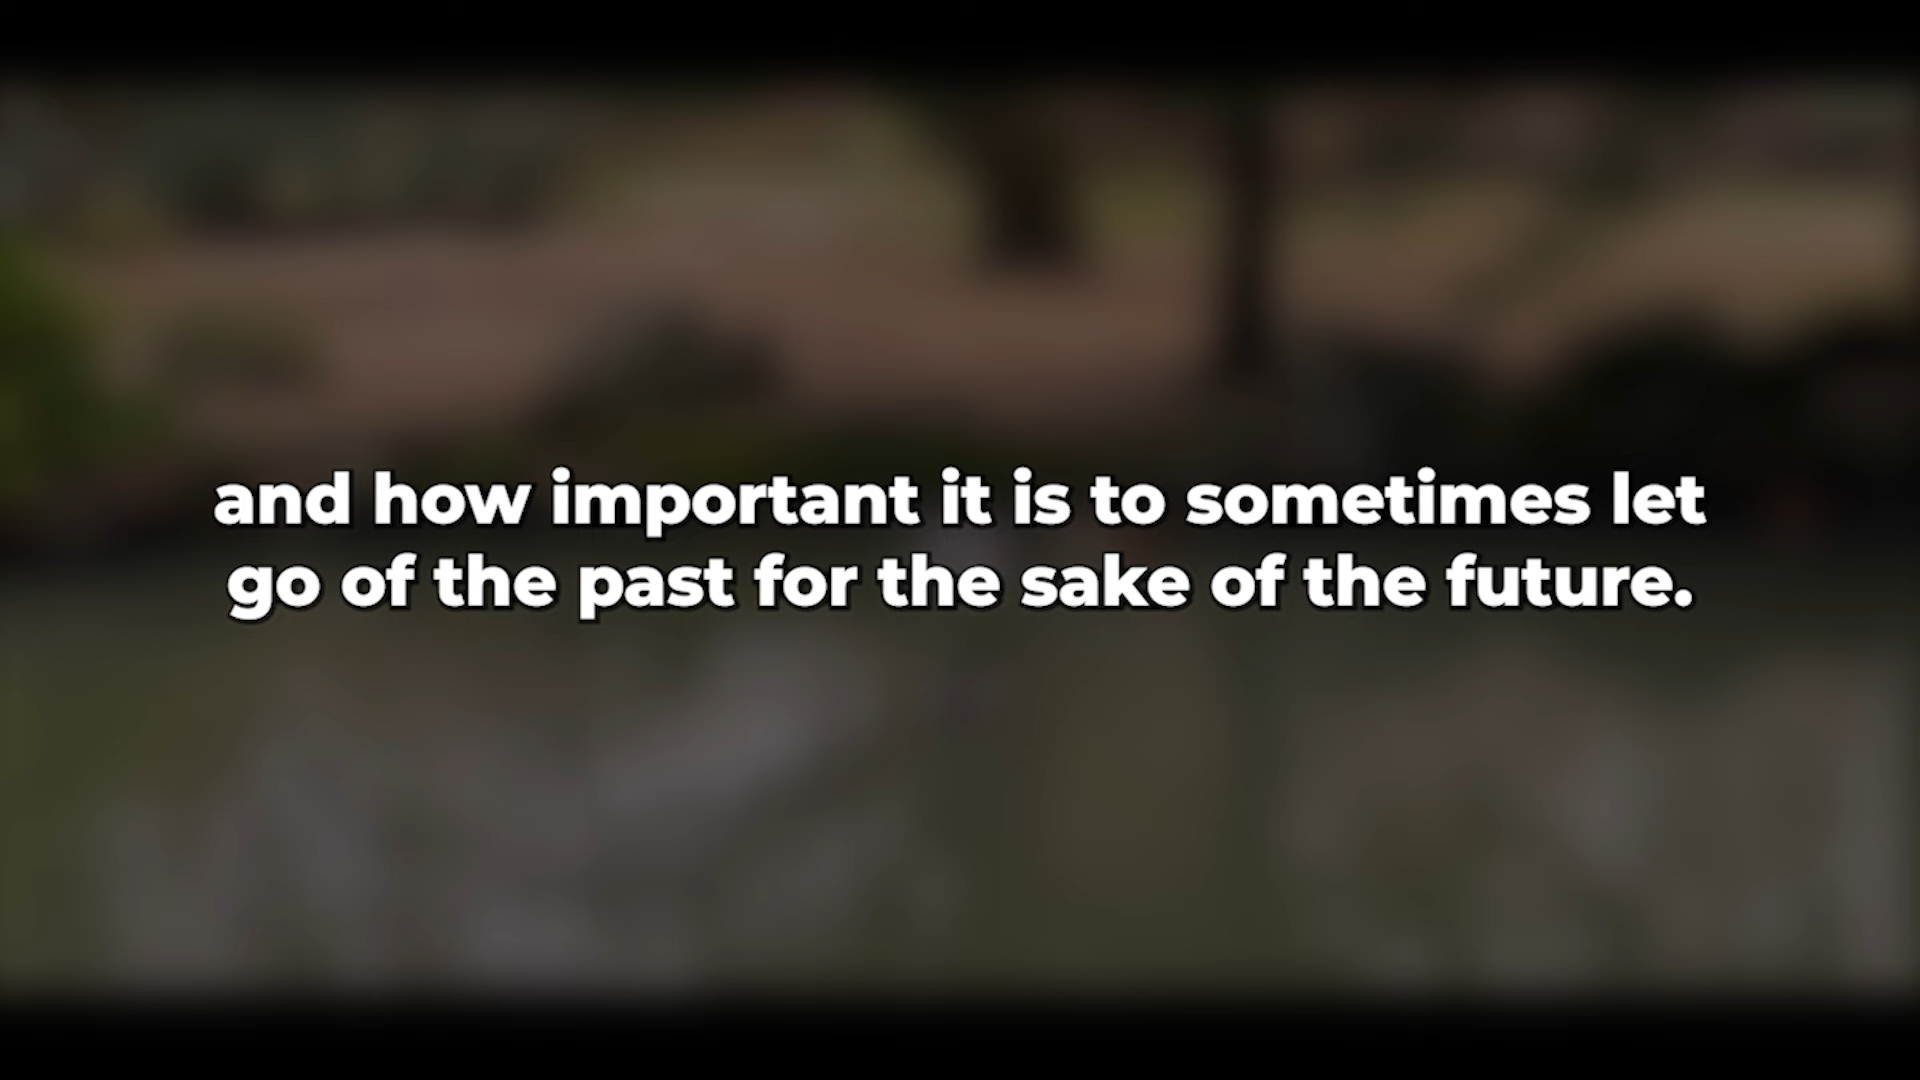 and how important it is to sometimes let
go of the past for the sake of the future.